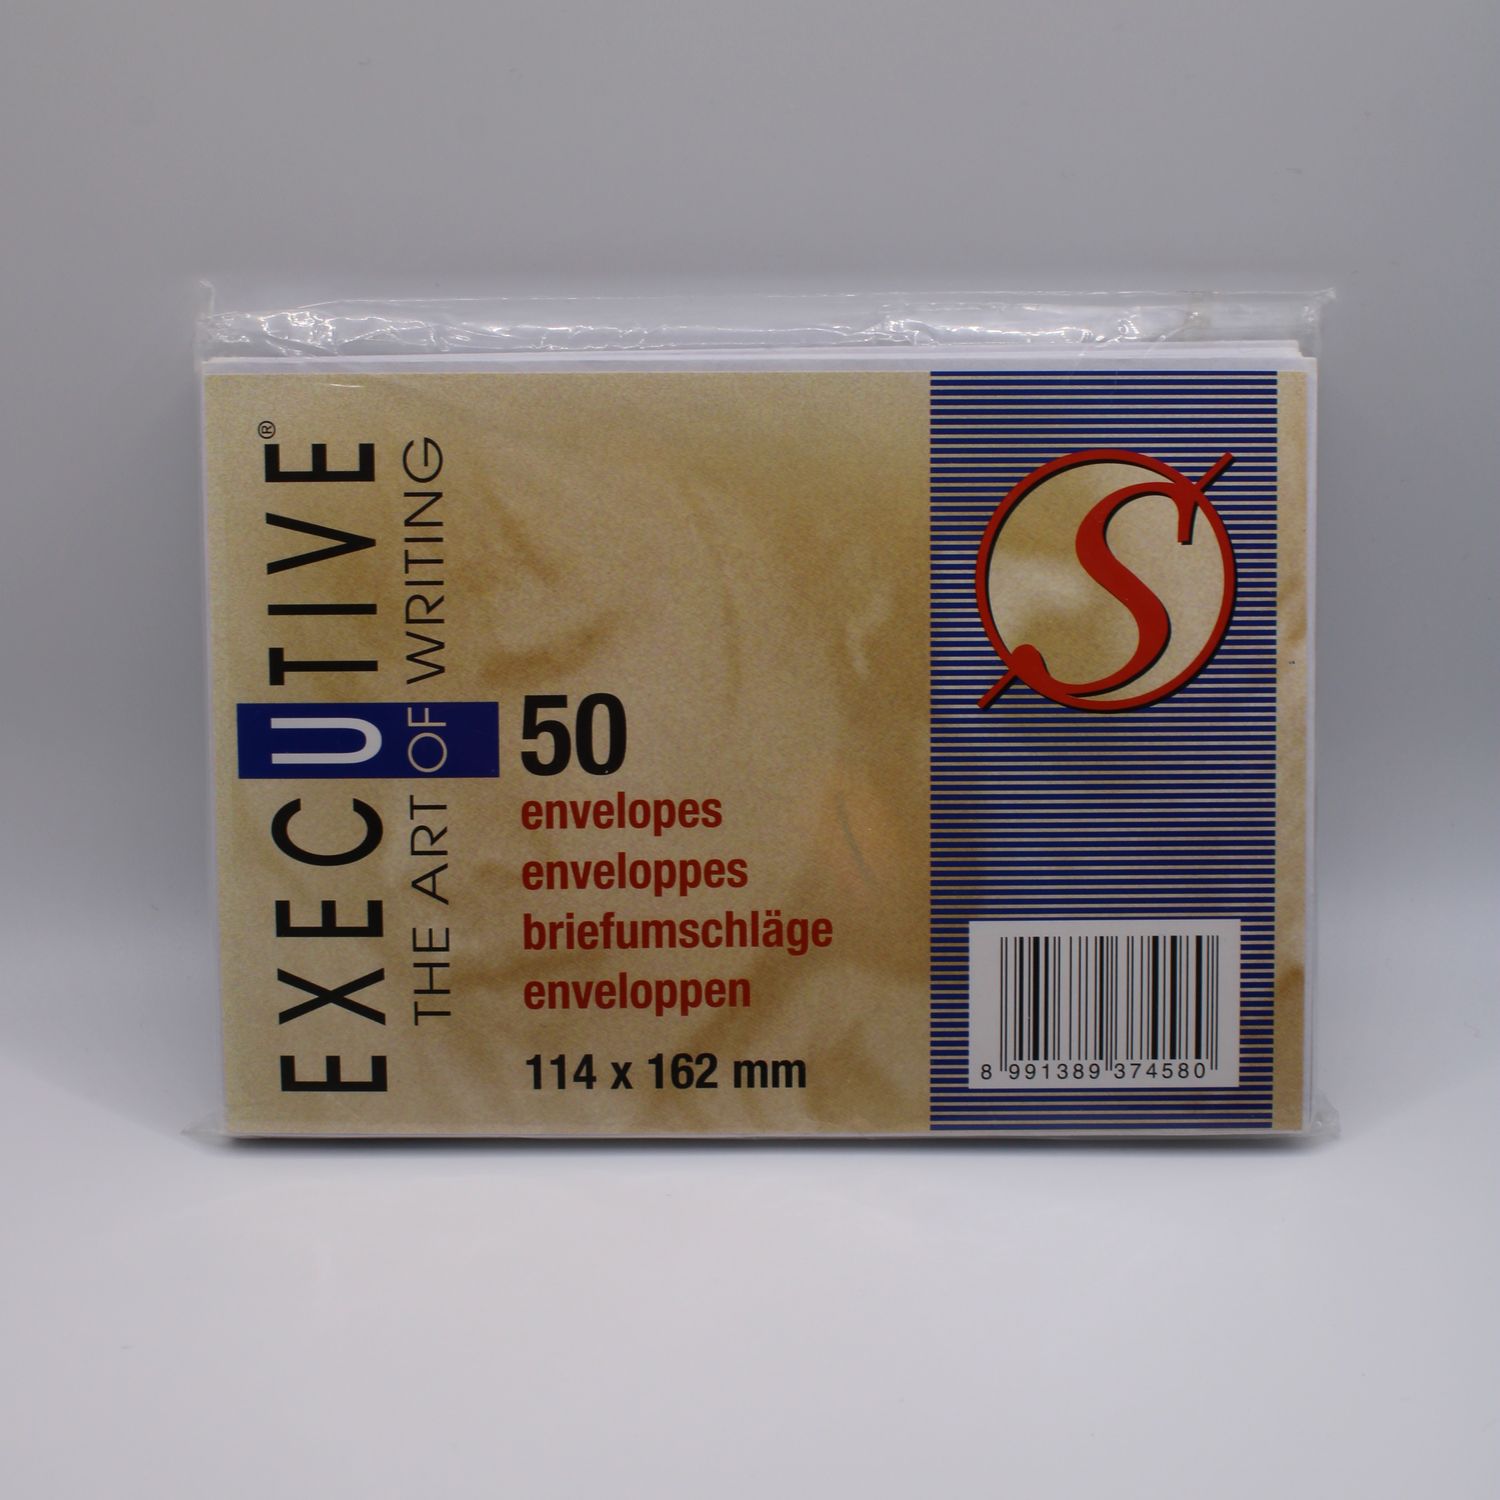 EXECUTIVE®
THE ART OF WRITING
50
envelopes
enveloppes
briefumschläge
enveloppen
114 x 162 mm
S
8 991389 374580